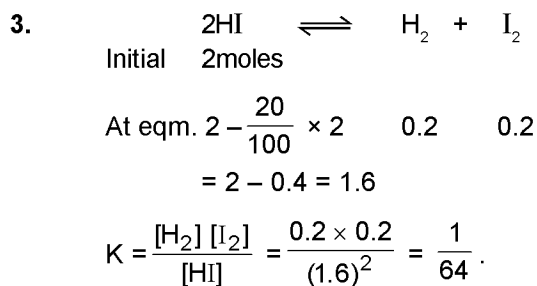 3. 2HI ⇌ H₂ + I₂
Initial 2moles
At eqm. 2 – 20/100 × 2 0.2 0.2
= 2 – 0.4 = 1.6
K = [H₂] [I₂]/[HI] = 0.2 × 0.2/(1.6)² = 1/64 .